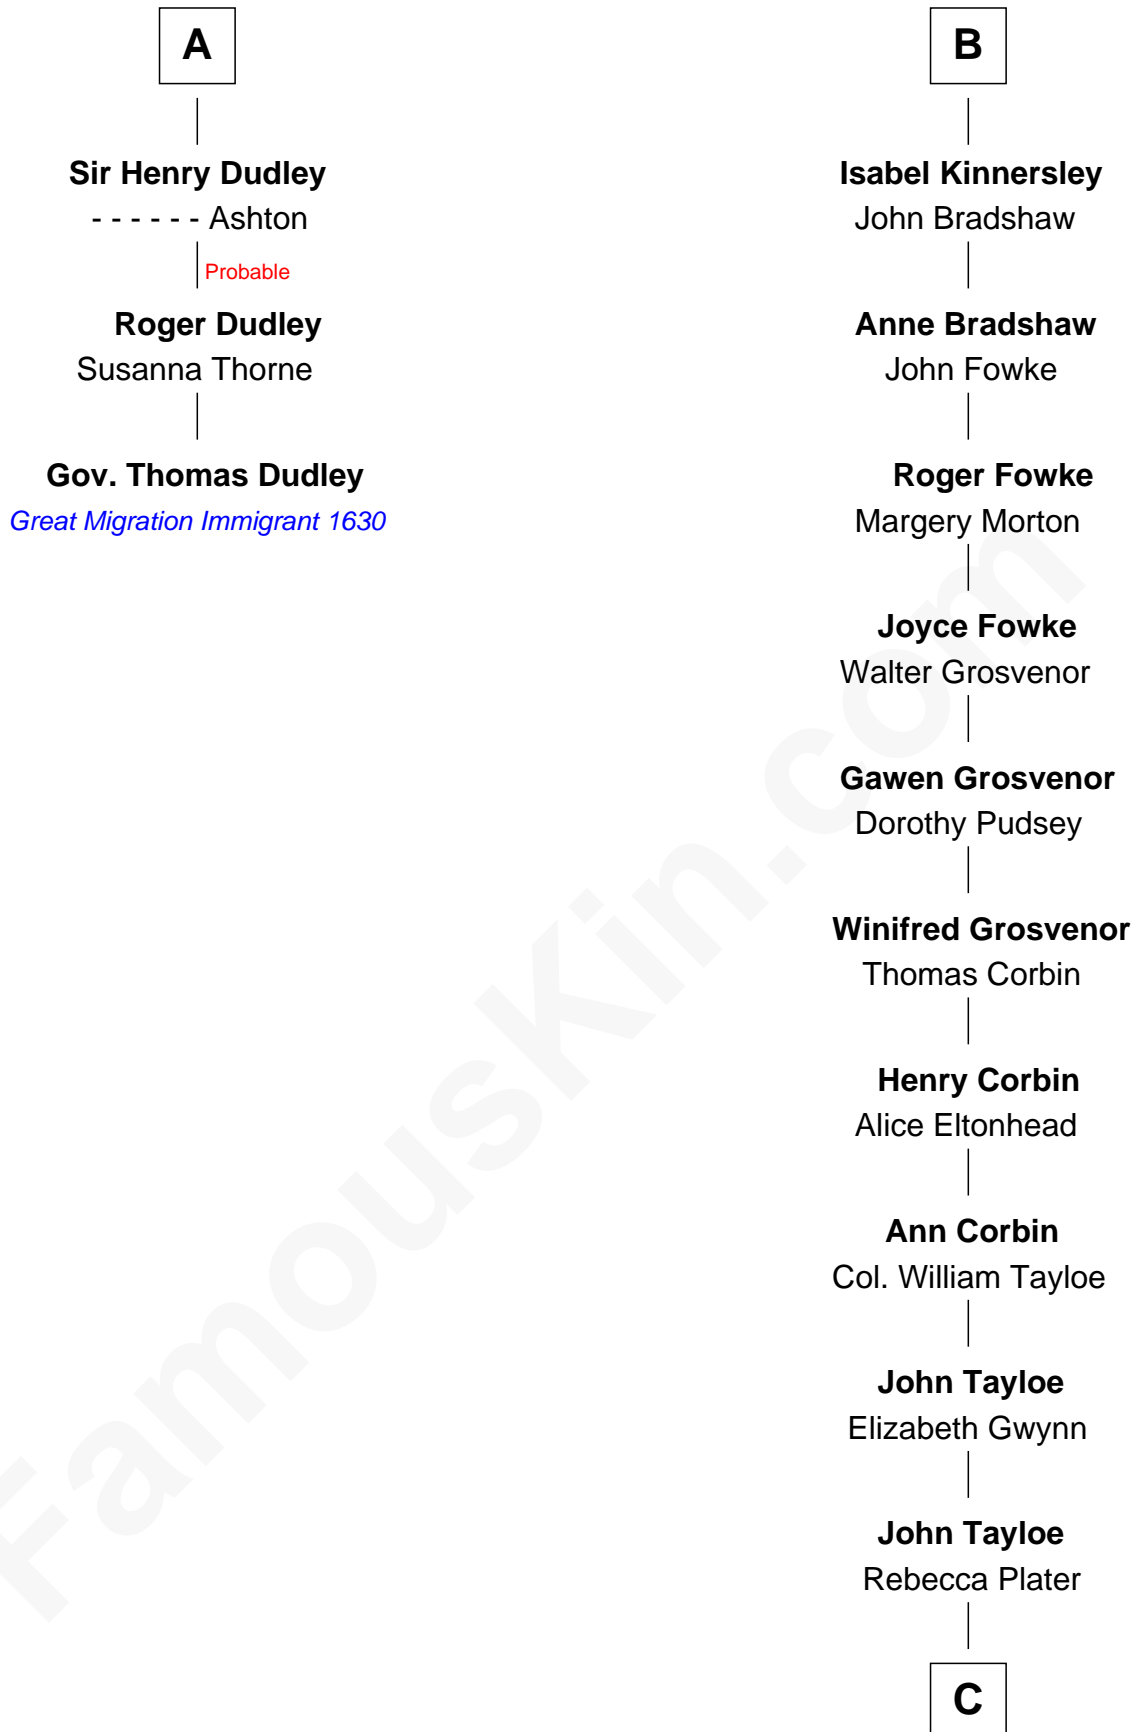 A
Sir Henry Dudley
- - - - - - Ashton
Probable
Roger Dudley
Susanna Thorne
Gov. Thomas Dudley
Great Migration Immigrant 1630
B
Isabel Kinnersley
John Bradshaw
Anne Bradshaw
John Fowke
Roger Fowke
Margery Morton
Joyce Fowke
Walter Grosvenor
Gawen Grosvenor
Dorothy Pudsey
Winifred Grosvenor
Thomas Corbin
Henry Corbin
Alice Eltonhead
Ann Corbin
Col. William Tayloe
John Tayloe
Elizabeth Gwynn
John Tayloe
Rebecca Plater
C
FamousKin.com